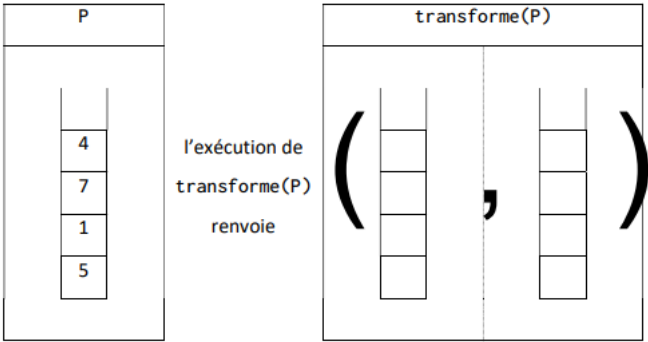 P
transforme(P)
4
7
1
5
l'exécution de
transforme(P)
renvoie
( , )